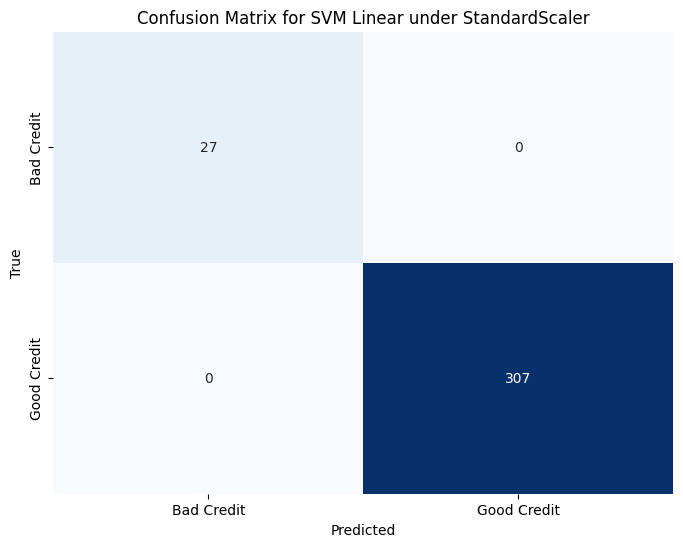 Confusion Matrix for SVM Linear under StandardScaler
True
Bad Credit
27
0
Good Credit
0
307
Bad Credit
Good Credit
Predicted